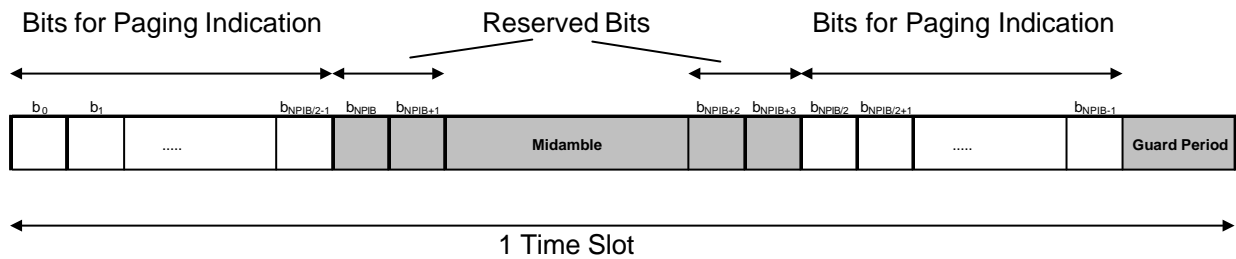 Bits for Paging Indication Reserved Bits Bits for Paging Indication
b0 b1 bNPIB/2-1 bNPIB bNPIB+1 bNPIB+2 bNPIB+3 bNPIB/2 bNPIB/2+1 bNPIB-1
..... Midamble ..... Guard Period
1 Time Slot